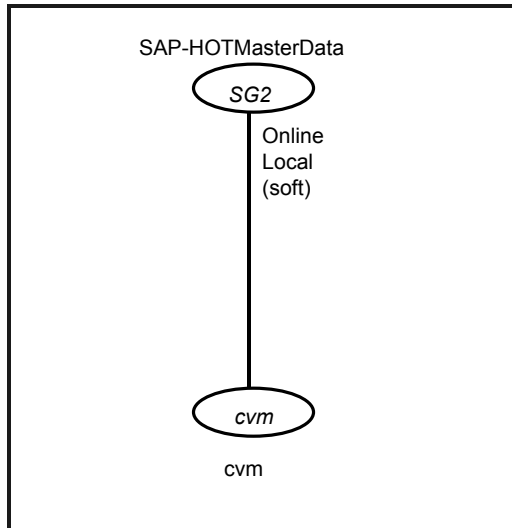 SAP-HOTMasterData
SG2
Online
Local
(soft)
cvm
cvm